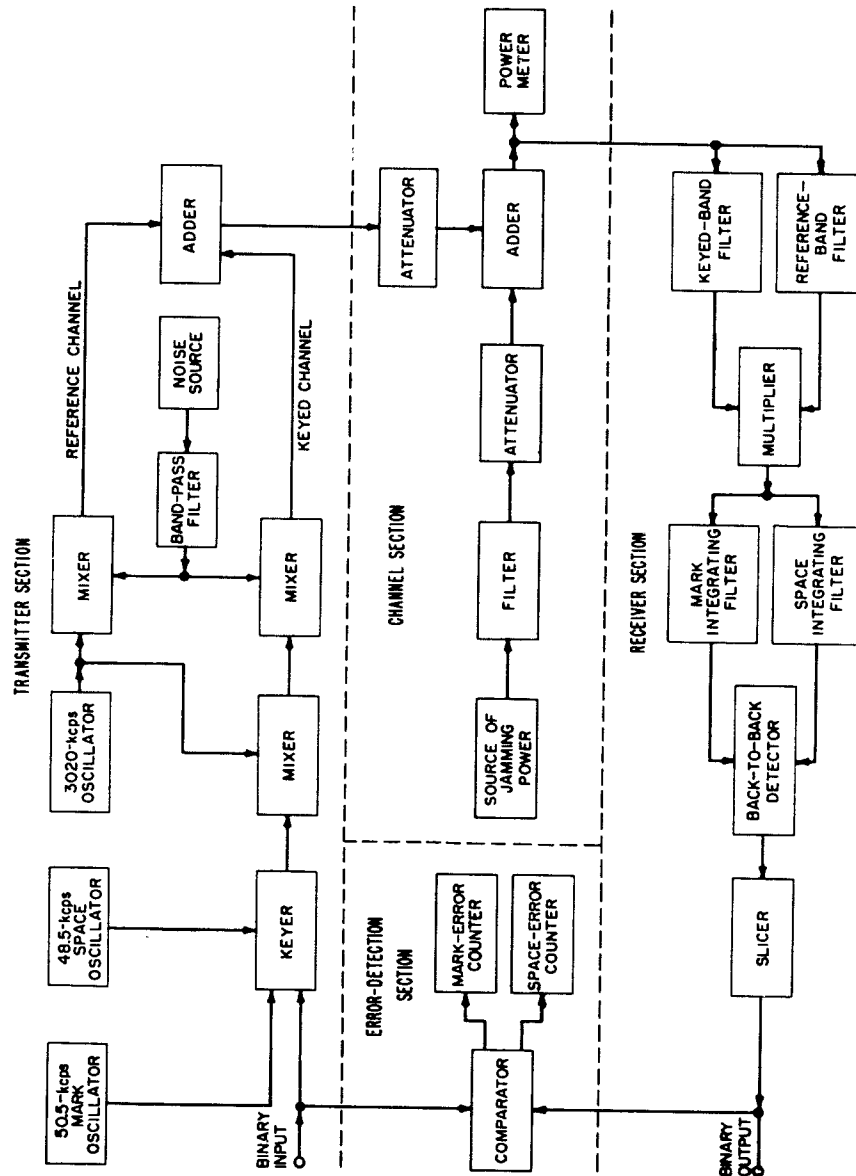 TRANSMITTER SECTION
50.5-kcps
MARK
OSCILLATOR
48.5-kcps
SPACE
OSCILLATOR
3020-kcps
OSCILLATOR
MIXER
REFERENCE CHANNEL
BAND-PASS
FILTER
NOISE
SOURCE
ADDER
BINARY
INPUT
KEYER
MIXER
MIXER
KEYED CHANNEL
ERROR-DETECTION
SECTION
COMPARATOR
MARK-ERROR
COUNTER
SPACE-ERROR
COUNTER
CHANNEL SECTION
SOURCE OF
JAMMING
POWER
FILTER
ATTENUATOR
ATTENUATOR
ADDER
POWER
METER
RECEIVER SECTION
BINARY
OUTPUT
SLICER
BACK-TO-BACK
DETECTOR
MARK
INTEGRATING
FILTER
SPACE
INTEGRATING
FILTER
MULTIPLIER
KEYED-BAND
FILTER
REFERENCE-
BAND
FILTER